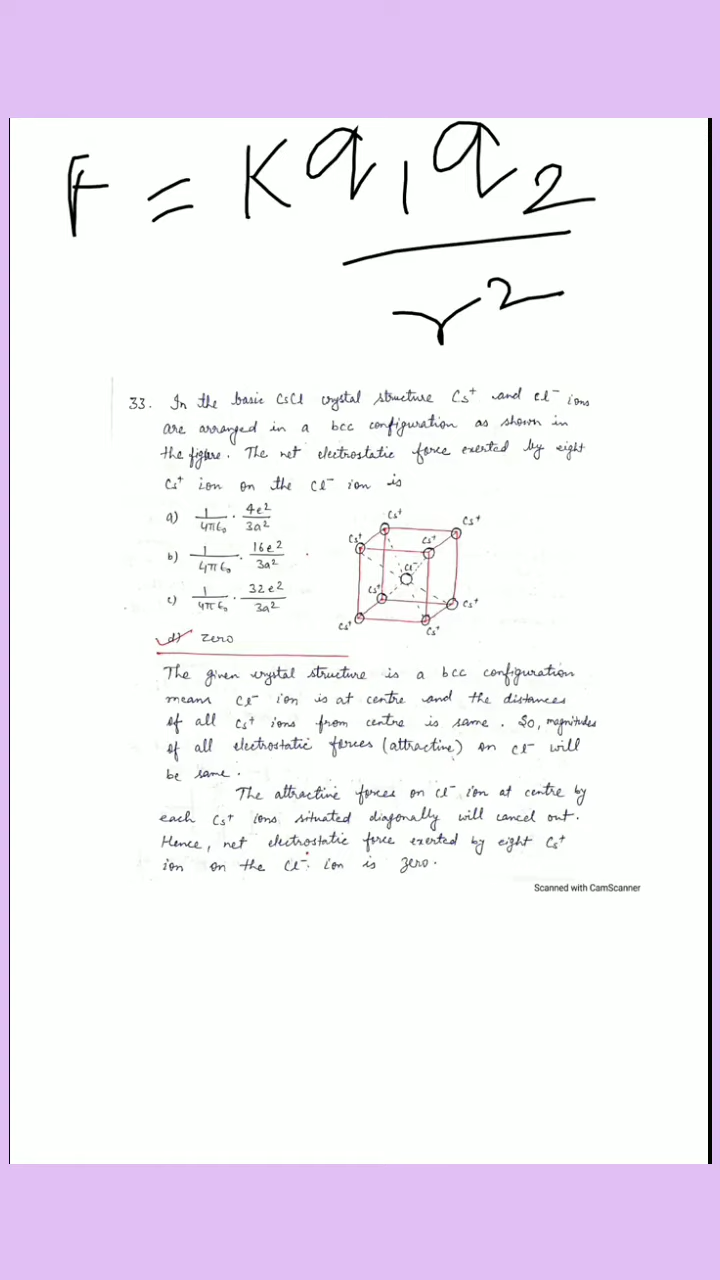 F = K q1 q2
r2
33. In the basic CsCl crystal structure Cs+ and Cl- ions
are arranged in a bcc configuration as shown in
the figure. The net electrostatic force exerted by eight
Cs+ ion on the Cl- ion is
a) 1/4πε0 . 4e2/3a2
b) 1/4πε0 . 16e2/3a2
c) 1/4πε0 . 32e2/3a2
d) zero
Cs+
Cs+
Cs+
Cs+
Cl-
Cs+
Cs+
Cs+
Cs+
The given crystal structure is a bcc configuration
means Cl- ion is at centre and the distances
of all Cs+ ions from centre is same. So, magnitudes
of all electrostatic forces (attractive) on Cl- will
be same.
The attractive forces on Cl- ion at centre by
each Cs+ ions situated diagonally will cancel out.
Hence, net electrostatic force exerted by eight Cs+
ion on the Cl- ion is zero.
Scanned with CamScanner